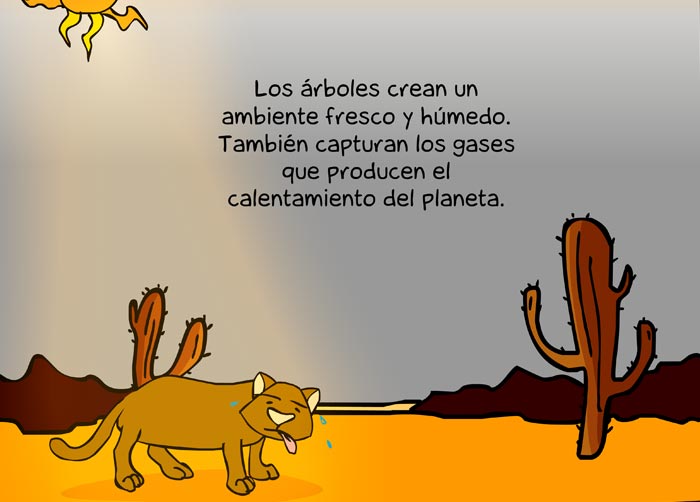 Los árboles crean un
ambiente fresco y húmedo.
También capturan los gases
que producen el
calentamiento del planeta.